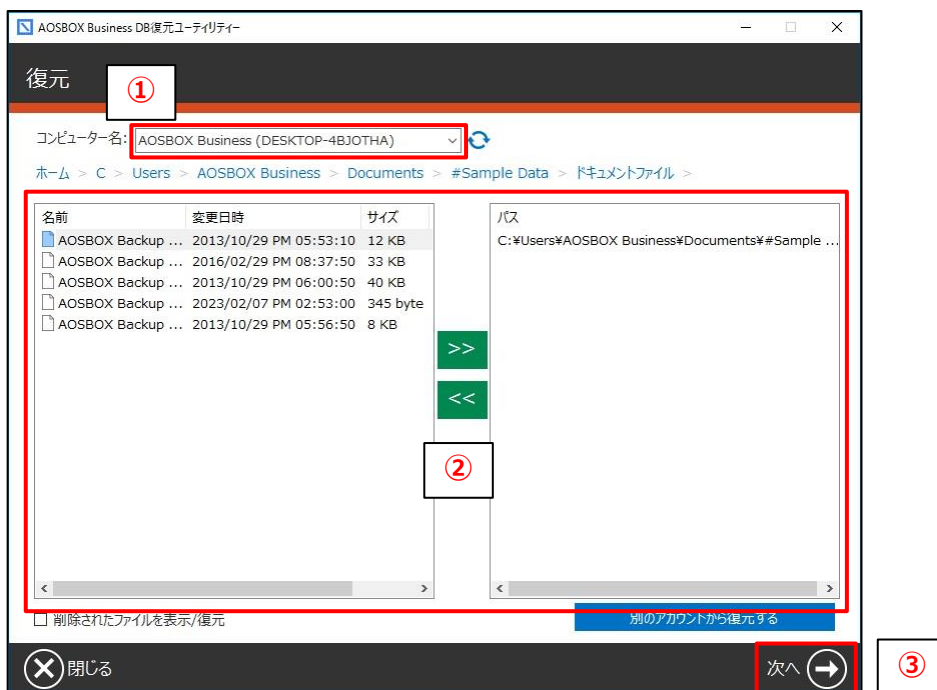 AOSBOX Business DB復元ユーティリティー
復元
①
コンピューター名: AOSBOX Business (DESKTOP-4BJOTHA)
ホーム > C > Users > AOSBOX Business > Documents > #Sample Data > ドキュメントファイル >
名前 変更日時 サイズ
AOSBOX Backup ... 2013/10/29 PM 05:53:10 12 KB
AOSBOX Backup ... 2016/02/29 PM 08:37:50 33 KB
AOSBOX Backup ... 2013/10/29 PM 06:00:50 40 KB
AOSBOX Backup ... 2023/02/07 PM 02:53:00 345 byte
AOSBOX Backup ... 2013/10/29 PM 05:56:50 8 KB
>>
<<
②
パス
C:¥Users¥AOSBOX Business¥Documents¥#Sample ...
削除されたファイルを表示/復元
別のアカウントから復元する
閉じる
次へ
③